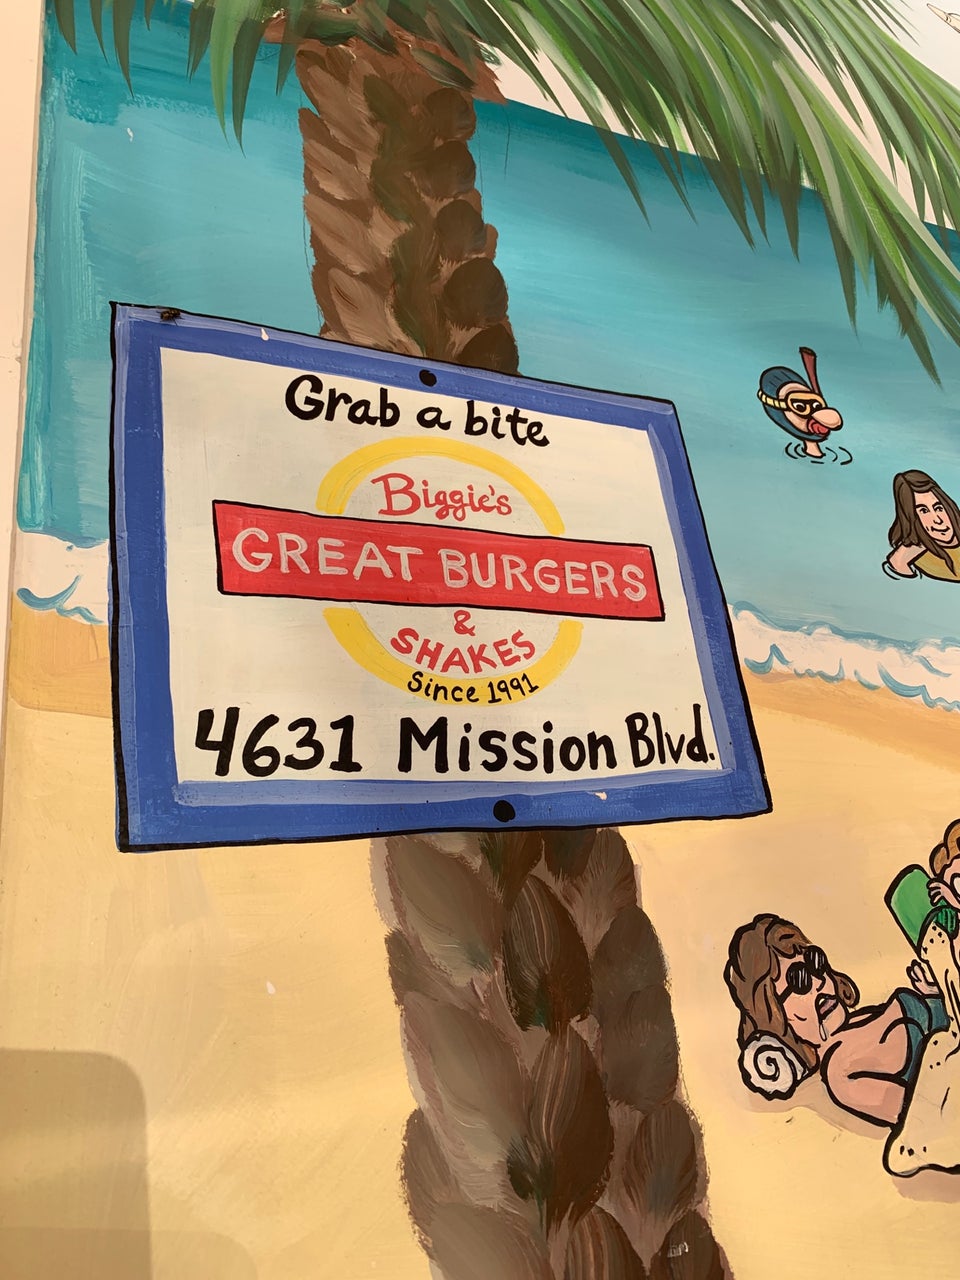 Grab a bite
Biggie's
GREAT BURGERS
&
SHAKES
Since 1991
4631 Mission Blvd.